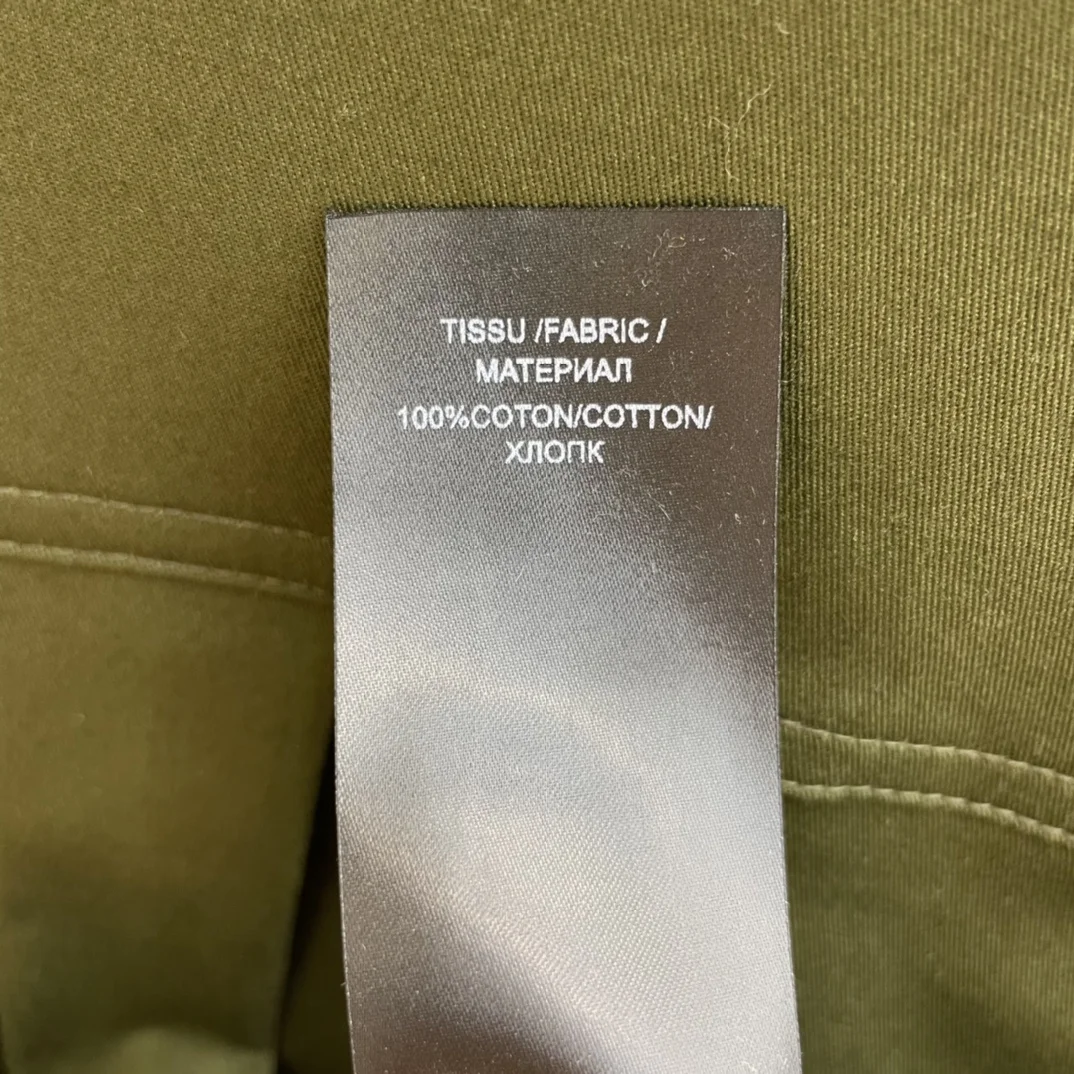 TISSU /FABRIC /
МАТЕРИАЛ
100%COTON/COTTON/
ХЛОПК